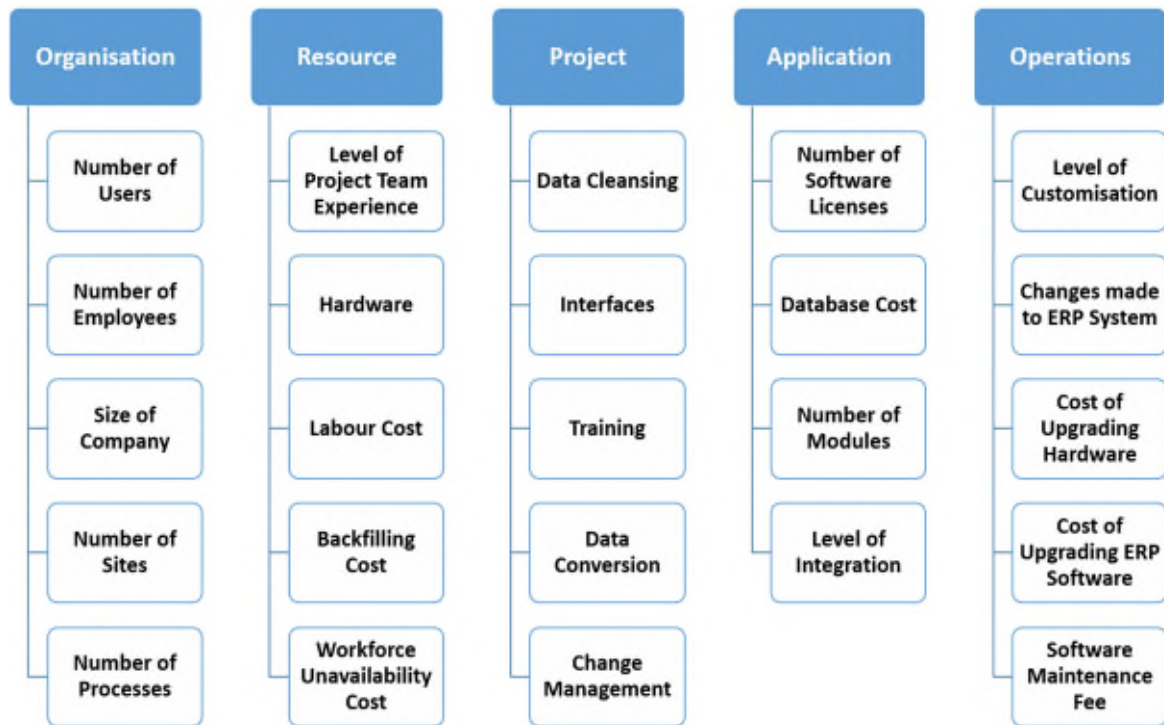 Organisation
Number of
Users
Number of
Employees
Size of
Company
Number of
Sites
Number of
Processes
Resource
Level of
Project Team
Experience
Hardware
Labour Cost
Backfilling
Cost
Workforce
Unavailability
Cost
Project
Data Cleansing
Interfaces
Training
Data
Conversion
Change
Management
Application
Number of
Software
Licenses
Database Cost
Number of
Modules
Level of
Integration
Operations
Level of
Customisation
Changes made
to ERP System
Cost of
Upgrading
Hardware
Cost of
Upgrading ERP
Software
Software
Maintenance
Fee